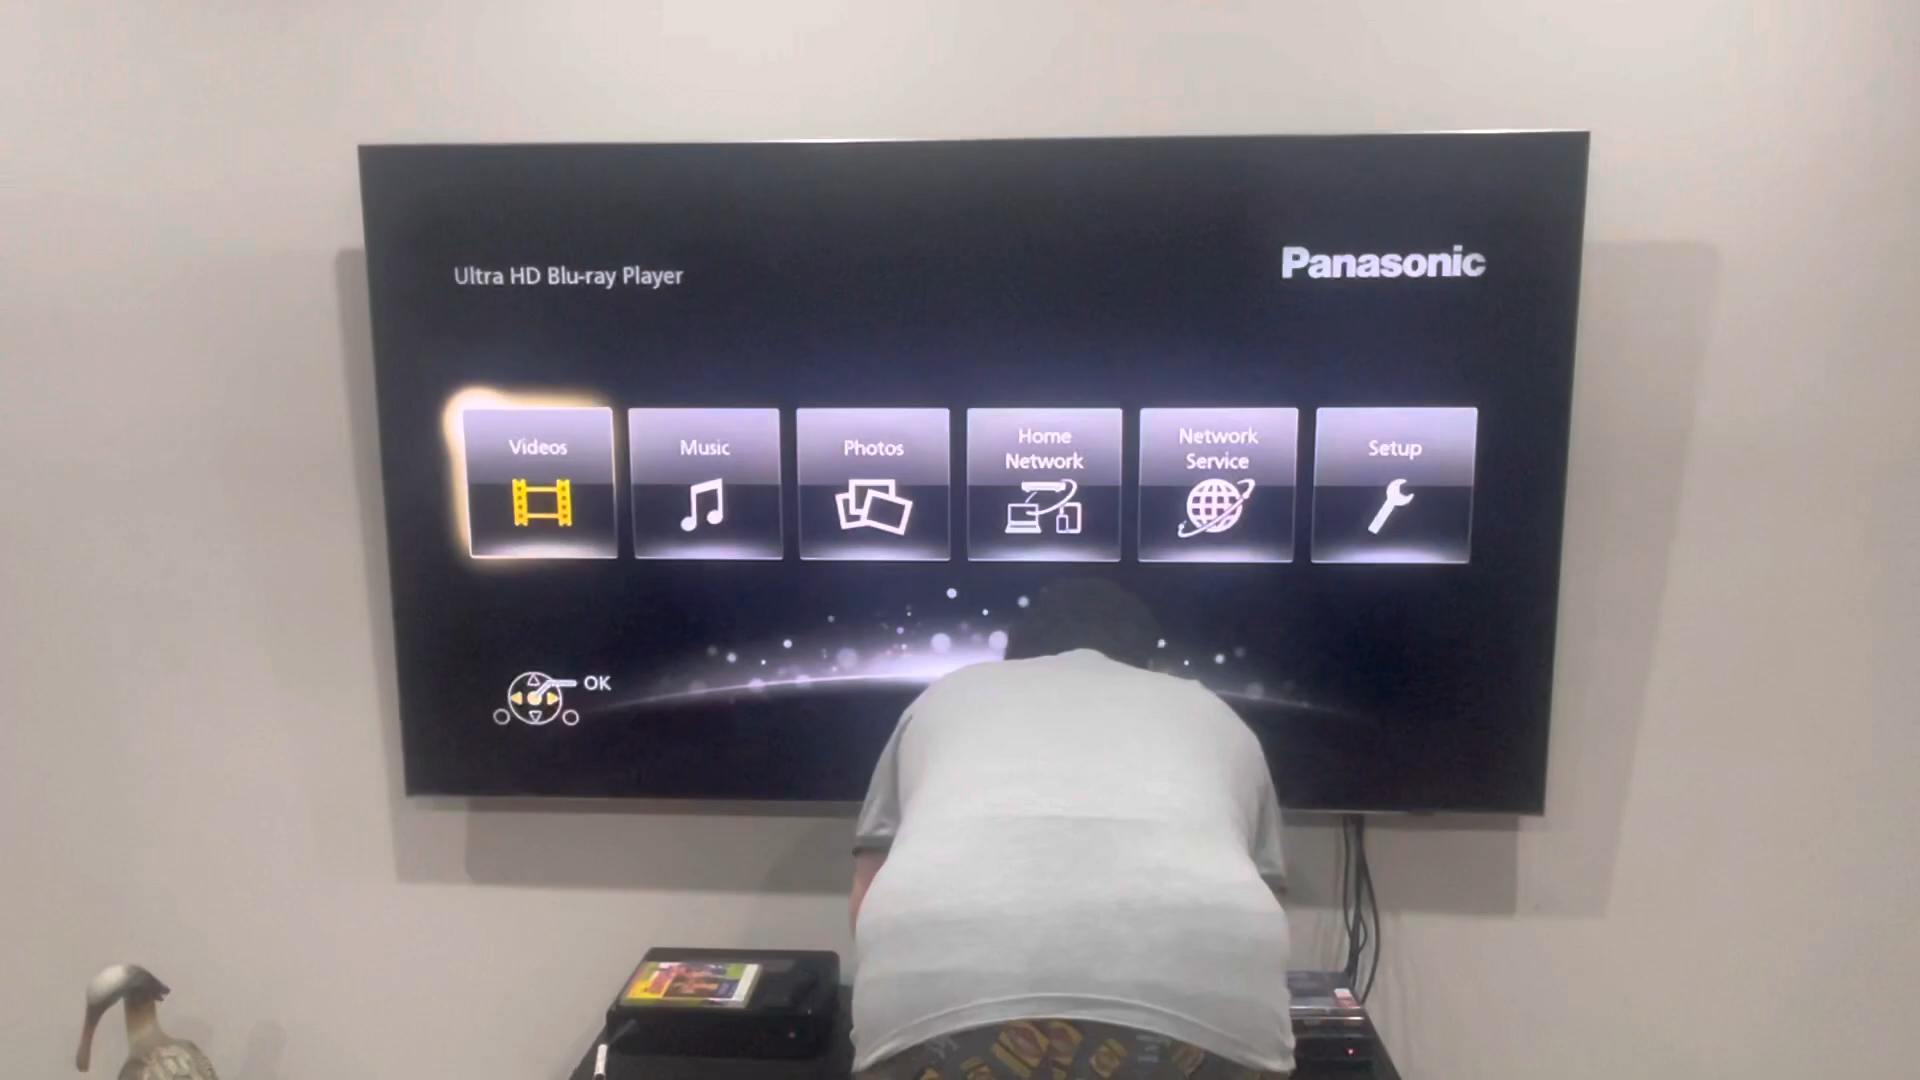 Panasonic
Ultra HD Blu-ray Player
Videos
Music
Photos
Home
Network
Network
Service
Setup
OK